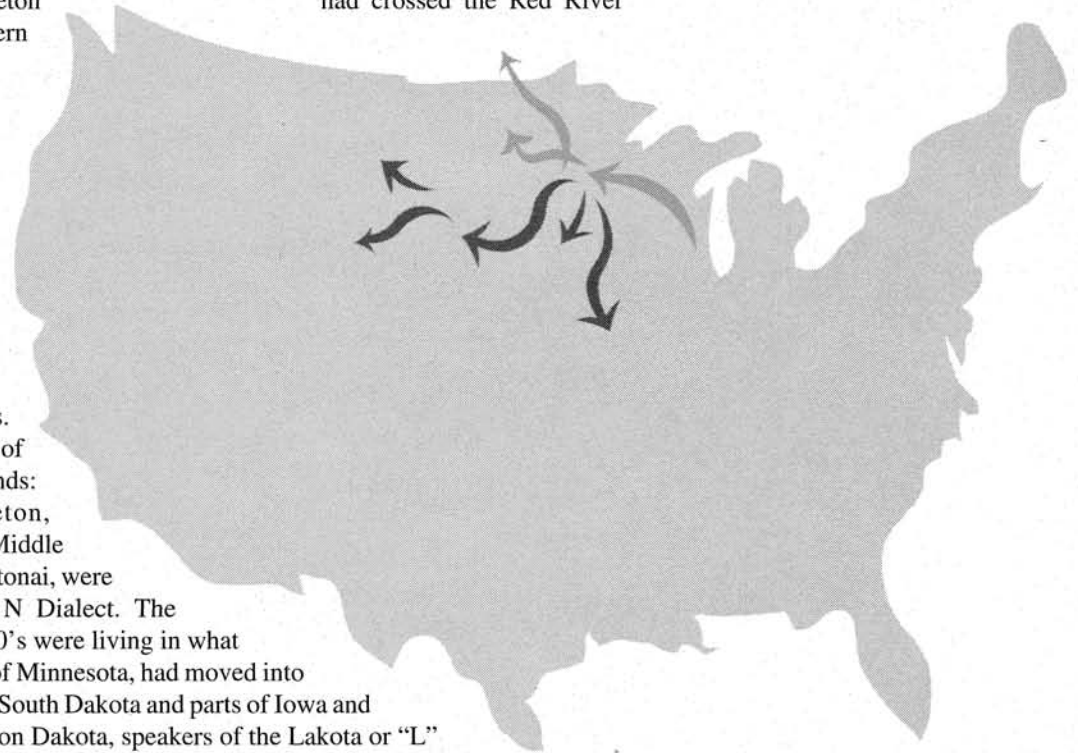 eton
ern
had crossed the Red River
s.
of
nds:
eton,
Middle
tonai, were
N Dialect. The
0's were living in what
of Minnesota, had moved into
South Dakota and parts of Iowa and
on Dakota, speakers of the Lakota or “L”